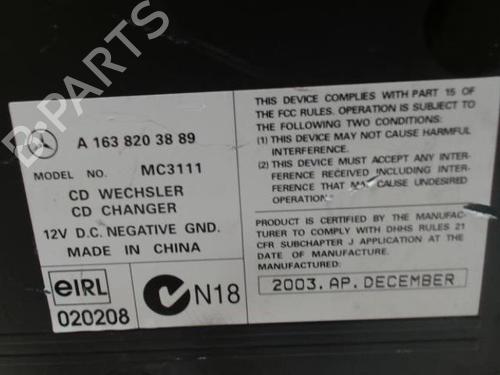 A 163 820 38 89
MODEL NO. MC3111
CD WECHSLER
CD CHANGER
12V D.C. NEGATIVE GND.
MADE IN CHINA
eIRL
020208
N18
THIS DEVICE COMPLIES WITH PART 15 OF
THE FCC RULES. OPERATION IS SUBJECT TO
THE FOLLOWING TWO CONDITIONS:
(1) THIS DEVICE MAY NOT CAUSE HARMFUL
INTERFERENCE.
(2) THIS DEVICE MUST ACCEPT ANY INTER-
FERENCE RECEIVED INCLUDING INTER-
FERENCE THAT MAY CAUSE UNDESIRED
OPERATION.
PRODUCT IS CERTIFIED BY THE MANUFAC-
TURER TO COMPLY WITH DHHS RULES 21
CFR SUBCHAPTER J APPLICATION AT THE
DATE OF MANUFACTURE.
2003. AP. DECEMBER